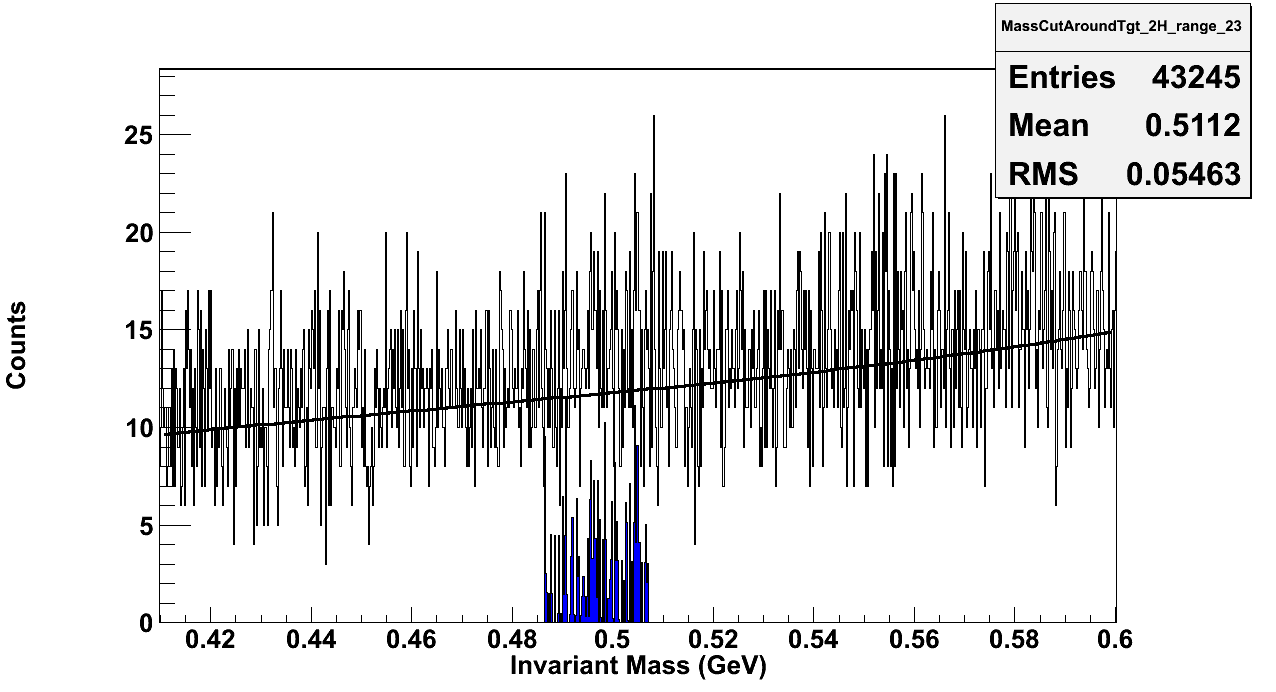 MassCutAroundTgt_2H_range_23
Entries 43245
Mean 0.5112
RMS 0.05463
25
20
15
10
5
0
Counts
0.42 0.44 0.46 0.48 0.5 0.52 0.54 0.56 0.58 0.6
Invariant Mass (GeV)